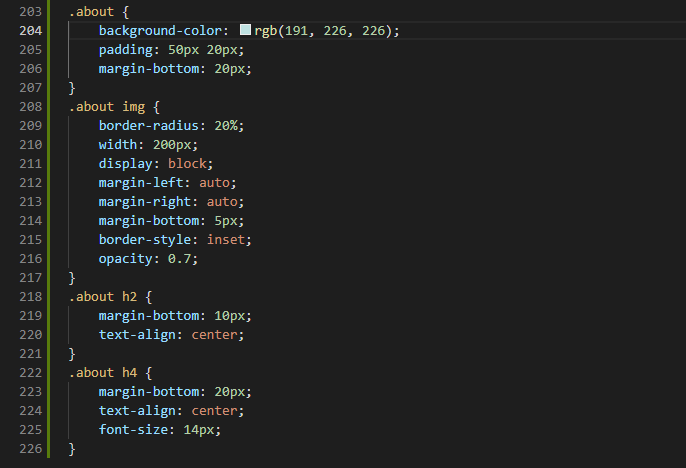 203 .about {
204 background-color: rgb(191, 226, 226);
205 padding: 50px 20px;
206 margin-bottom: 20px;
207 }
208 .about img {
209 border-radius: 20%;
210 width: 200px;
211 display: block;
212 margin-left: auto;
213 margin-right: auto;
214 margin-bottom: 5px;
215 border-style: inset;
216 opacity: 0.7;
217 }
218 .about h2 {
219 margin-bottom: 10px;
220 text-align: center;
221 }
222 .about h4 {
223 margin-bottom: 20px;
224 text-align: center;
225 font-size: 14px;
226 }